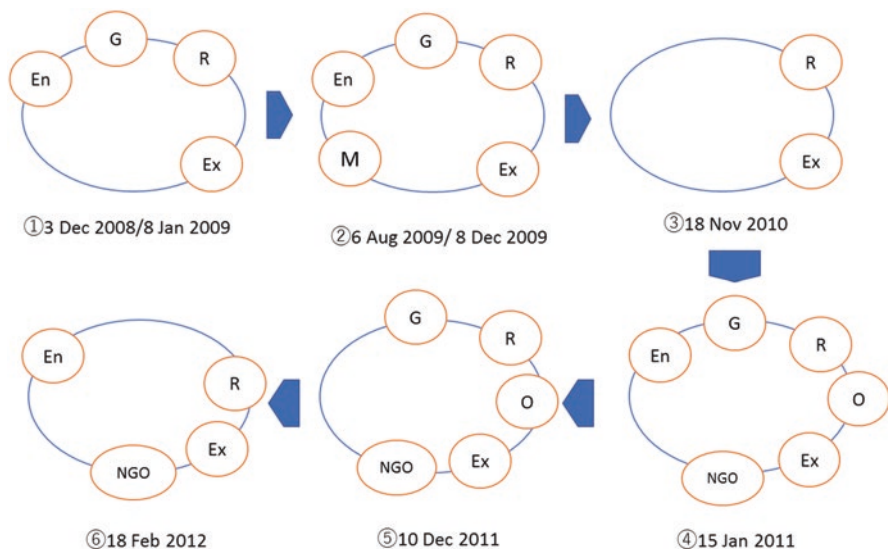 G
En
R
Ex
①3 Dec 2008/8 Jan 2009
G
En
R
M
Ex
②6 Aug 2009/ 8 Dec 2009
R
Ex
③18 Nov 2010
G
En
R
O
NGO
Ex
④15 Jan 2011
G
R
O
NGO
Ex
⑤10 Dec 2011
En
R
Ex
NGO
⑥18 Feb 2012